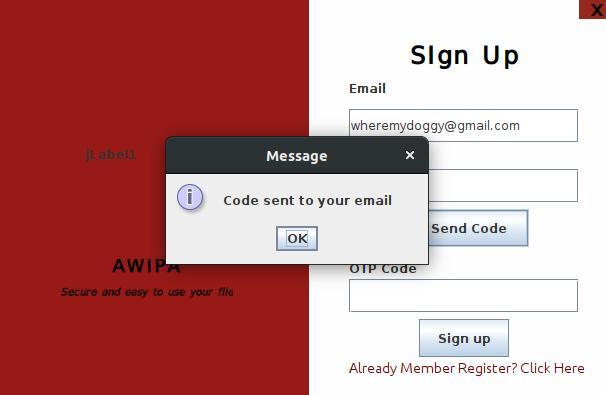 X
SIgn Up
Email
wheremydoggy@gmail.com
jLabel1
Message
×
i
Code sent to your email
OK
Send Code
AWIPA
Secure and easy to use your file
OTP Code
Sign up
Already Member Register? Click Here